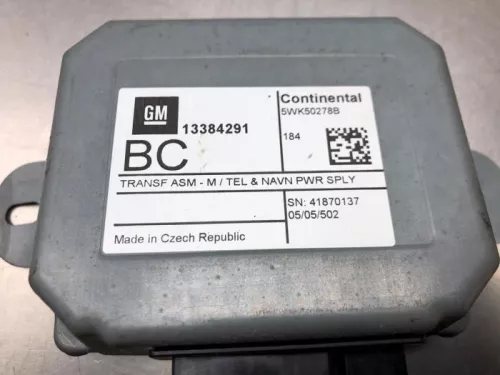 GM
13384291
BC
Continental
5WK50278B
184
TRANSF ASM - M / TEL & NAVN PWR SPLY
SN: 41870137
05/05/502
Made in Czech Republic